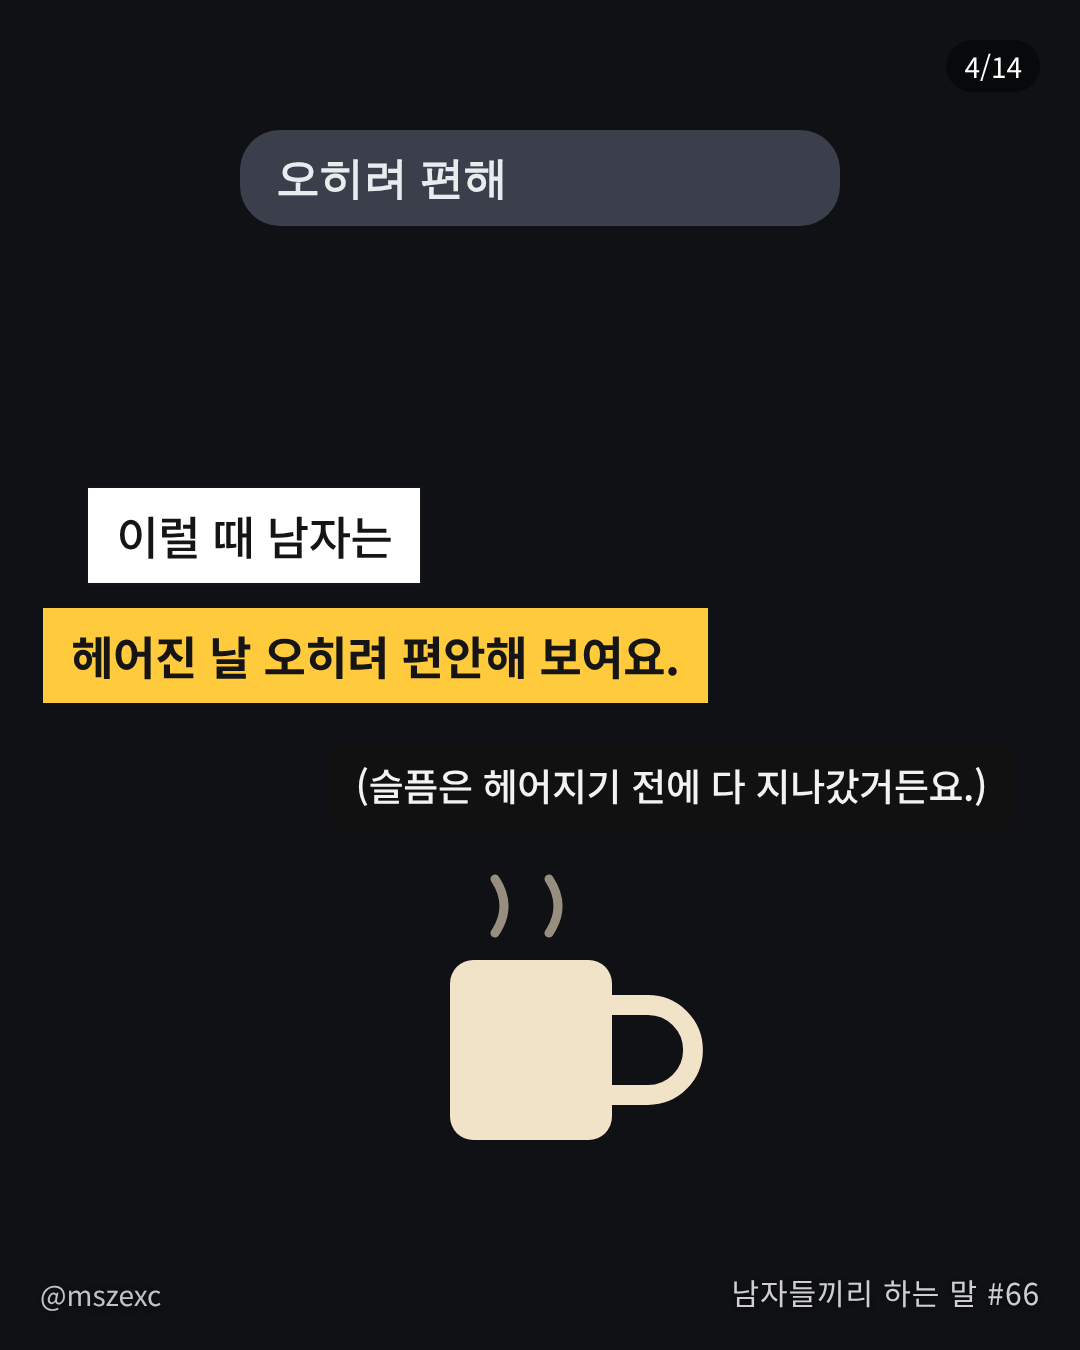 4/14
오히려 편해
이럴 때 남자는
헤어진 날 오히려 편안해 보여요.
(슬픔은 헤어지기 전에 다 지나갔거든요.)
@mszexc
남자들끼리 하는 말 #66